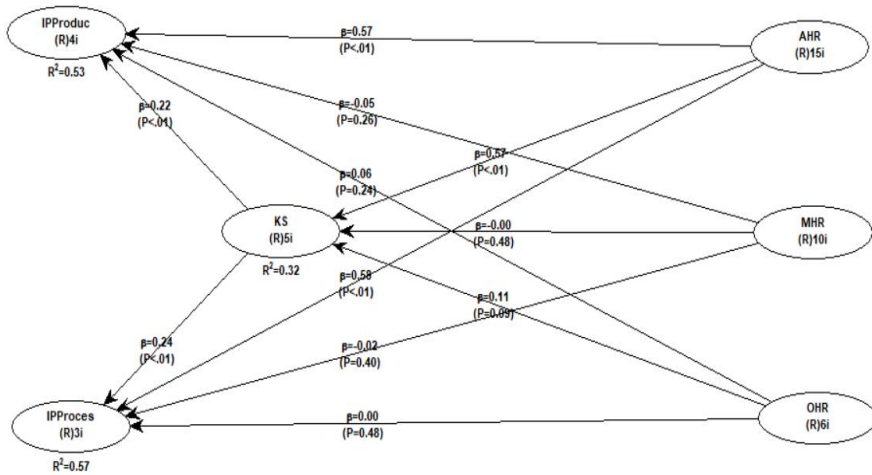 IPProduc
(R)4i
R²=0.53
β=0.57
(P<.01)
AHR
(R)15i
β=0.22
(P<.01)
β=-0.05
(P=0.26)
β=0.57
(P<.01)
β=0.06
(P=0.24)
KS
(R)5i
R²=0.32
β=-0.00
(P=0.48)
MHR
(R)10i
β=0.58
(P<.01)
β=0.11
(P=0.09)
β=0.24
(P<.01)
β=-0.02
(P=0.40)
IPProces
(R)3i
R²=0.57
β=0.00
(P=0.48)
OHR
(R)6i